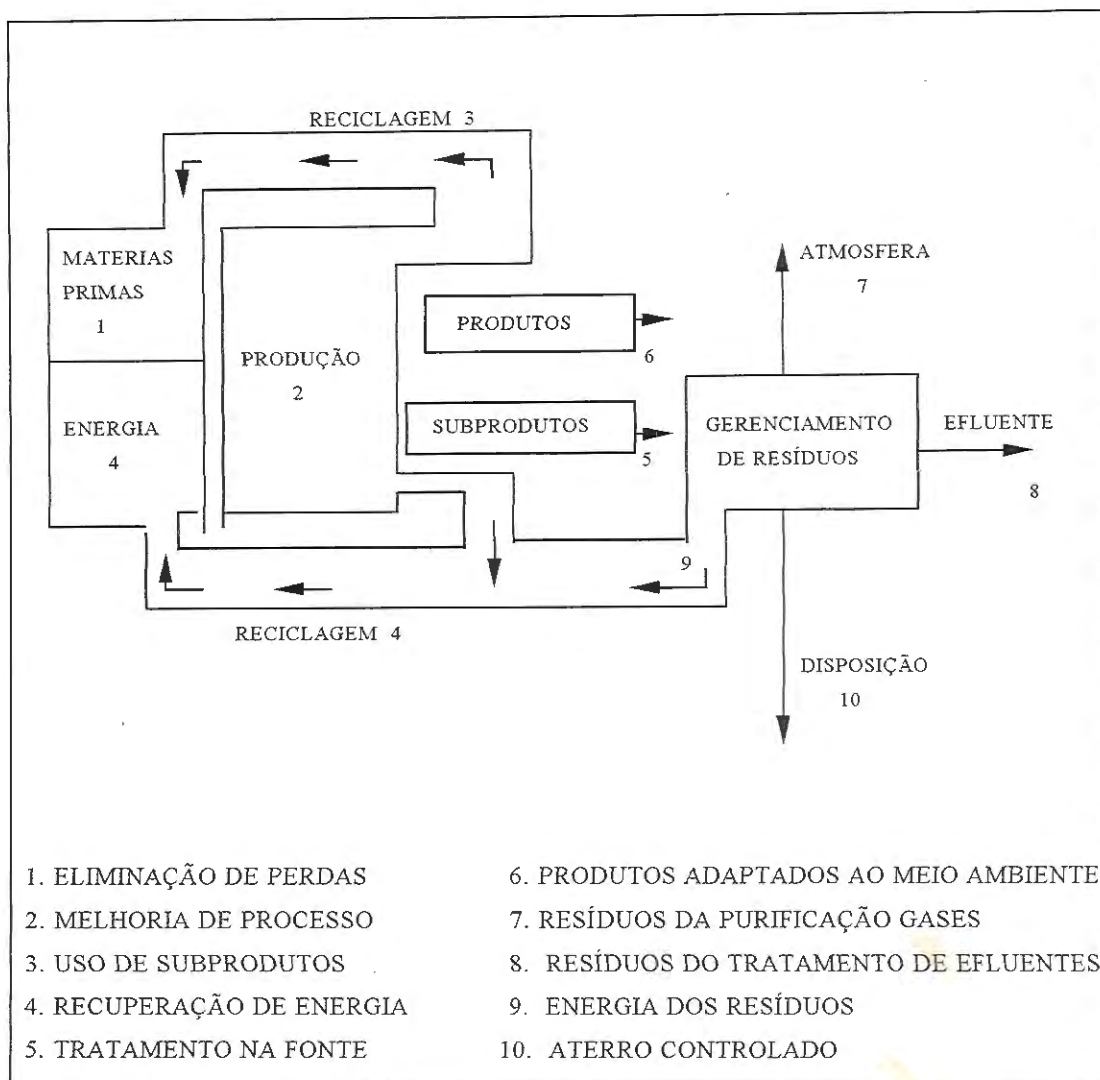 RECICLAGEM 3
MATERIAS
PRIMAS
1
ENERGIA
4
PRODUÇÃO
2
PRODUTOS
6
SUBPRODUTOS
5
ATMOSFERA
7
GERENCIAMENTO
DE RESÍDUOS
EFLUENTE
8
9
RECICLAGEM 4
DISPOSIÇÃO
10
1. ELIMINAÇÃO DE PERDAS
2. MELHORIA DE PROCESSO
3. USO DE SUBPRODUTOS
4. RECUPERAÇÃO DE ENERGIA
5. TRATAMENTO NA FONTE
6. PRODUTOS ADAPTADOS AO MEIO AMBIENTE
7. RESÍDUOS DA PURIFICAÇÃO GASES
8. RESÍDUOS DO TRATAMENTO DE EFLUENTES
9. ENERGIA DOS RESÍDUOS
10. ATERRO CONTROLADO